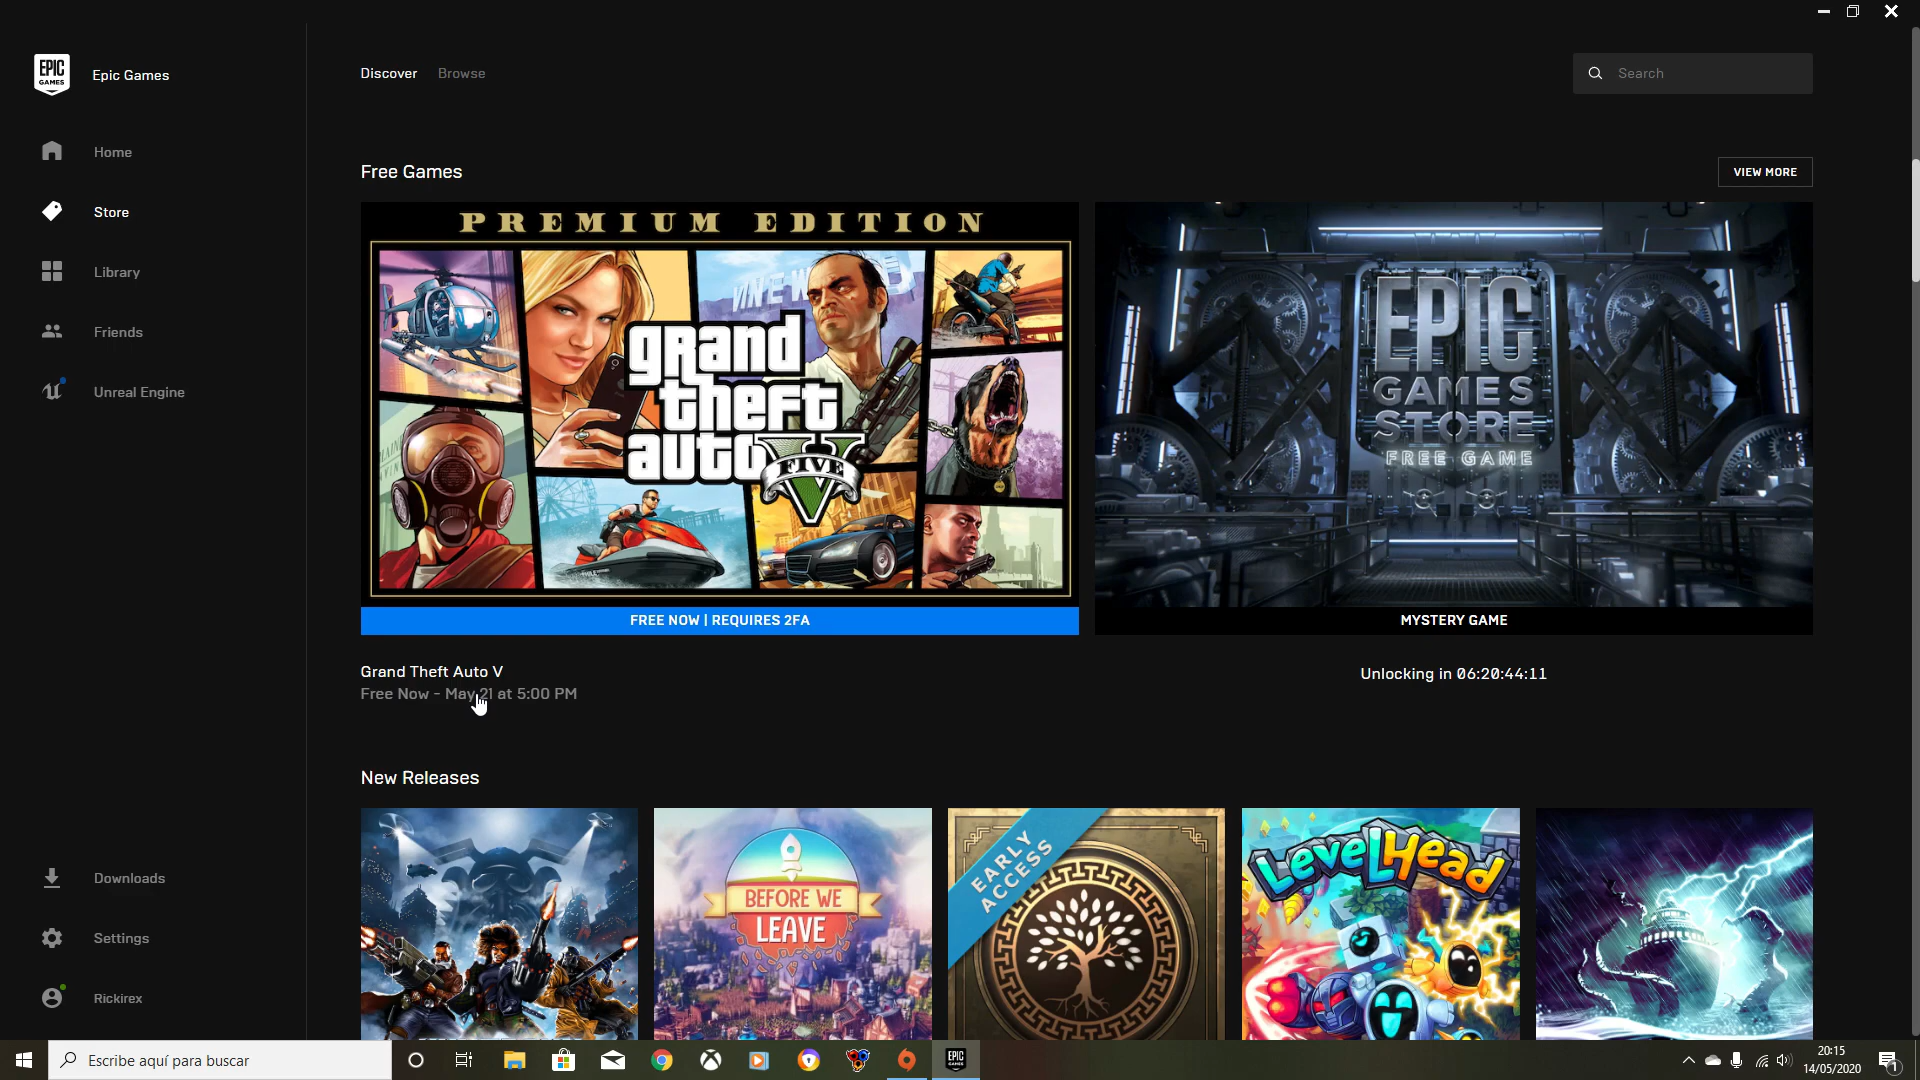 EPIC
GAMES
Epic Games
Discover
Browse
Search
Home
Store
Library
Friends
Unreal Engine
Free Games
VIEW MORE
PREMIUM EDITION
VINEW
grand
theft
auto
FIVE
V
EPIC
GAMES
STORE
FREE GAME
FREE NOW | REQUIRES 2FA
MYSTERY GAME
Grand Theft Auto V
Free Now - May 21 at 5:00 PM
Unlocking in 06:20:44:11
New Releases
BEFORE WE
LEAVE
EARLY
ACCESS
LevelHead
Downloads
Settings
Rickirex
Escribe aquí para buscar
EPIC
GAMES
20:15
14/05/2020
1